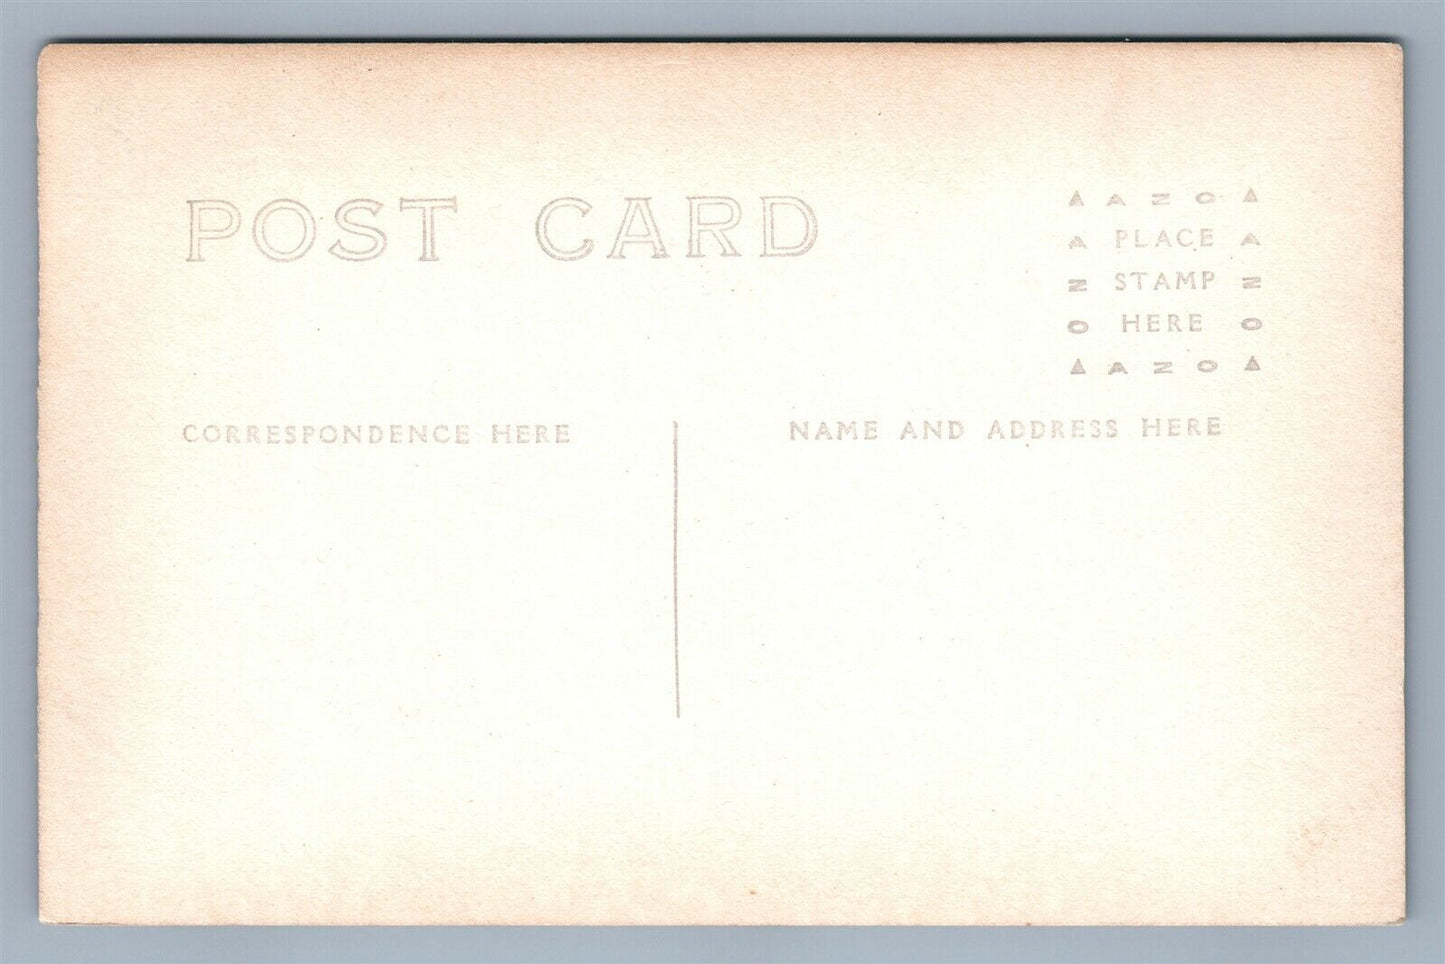 POST CARD
▲ AZO ▲
A PLACE A
Z STAMP Z
O HERE O
▲ AZO ▲
CORRESPONDENCE HERE
NAME AND ADDRESS HERE